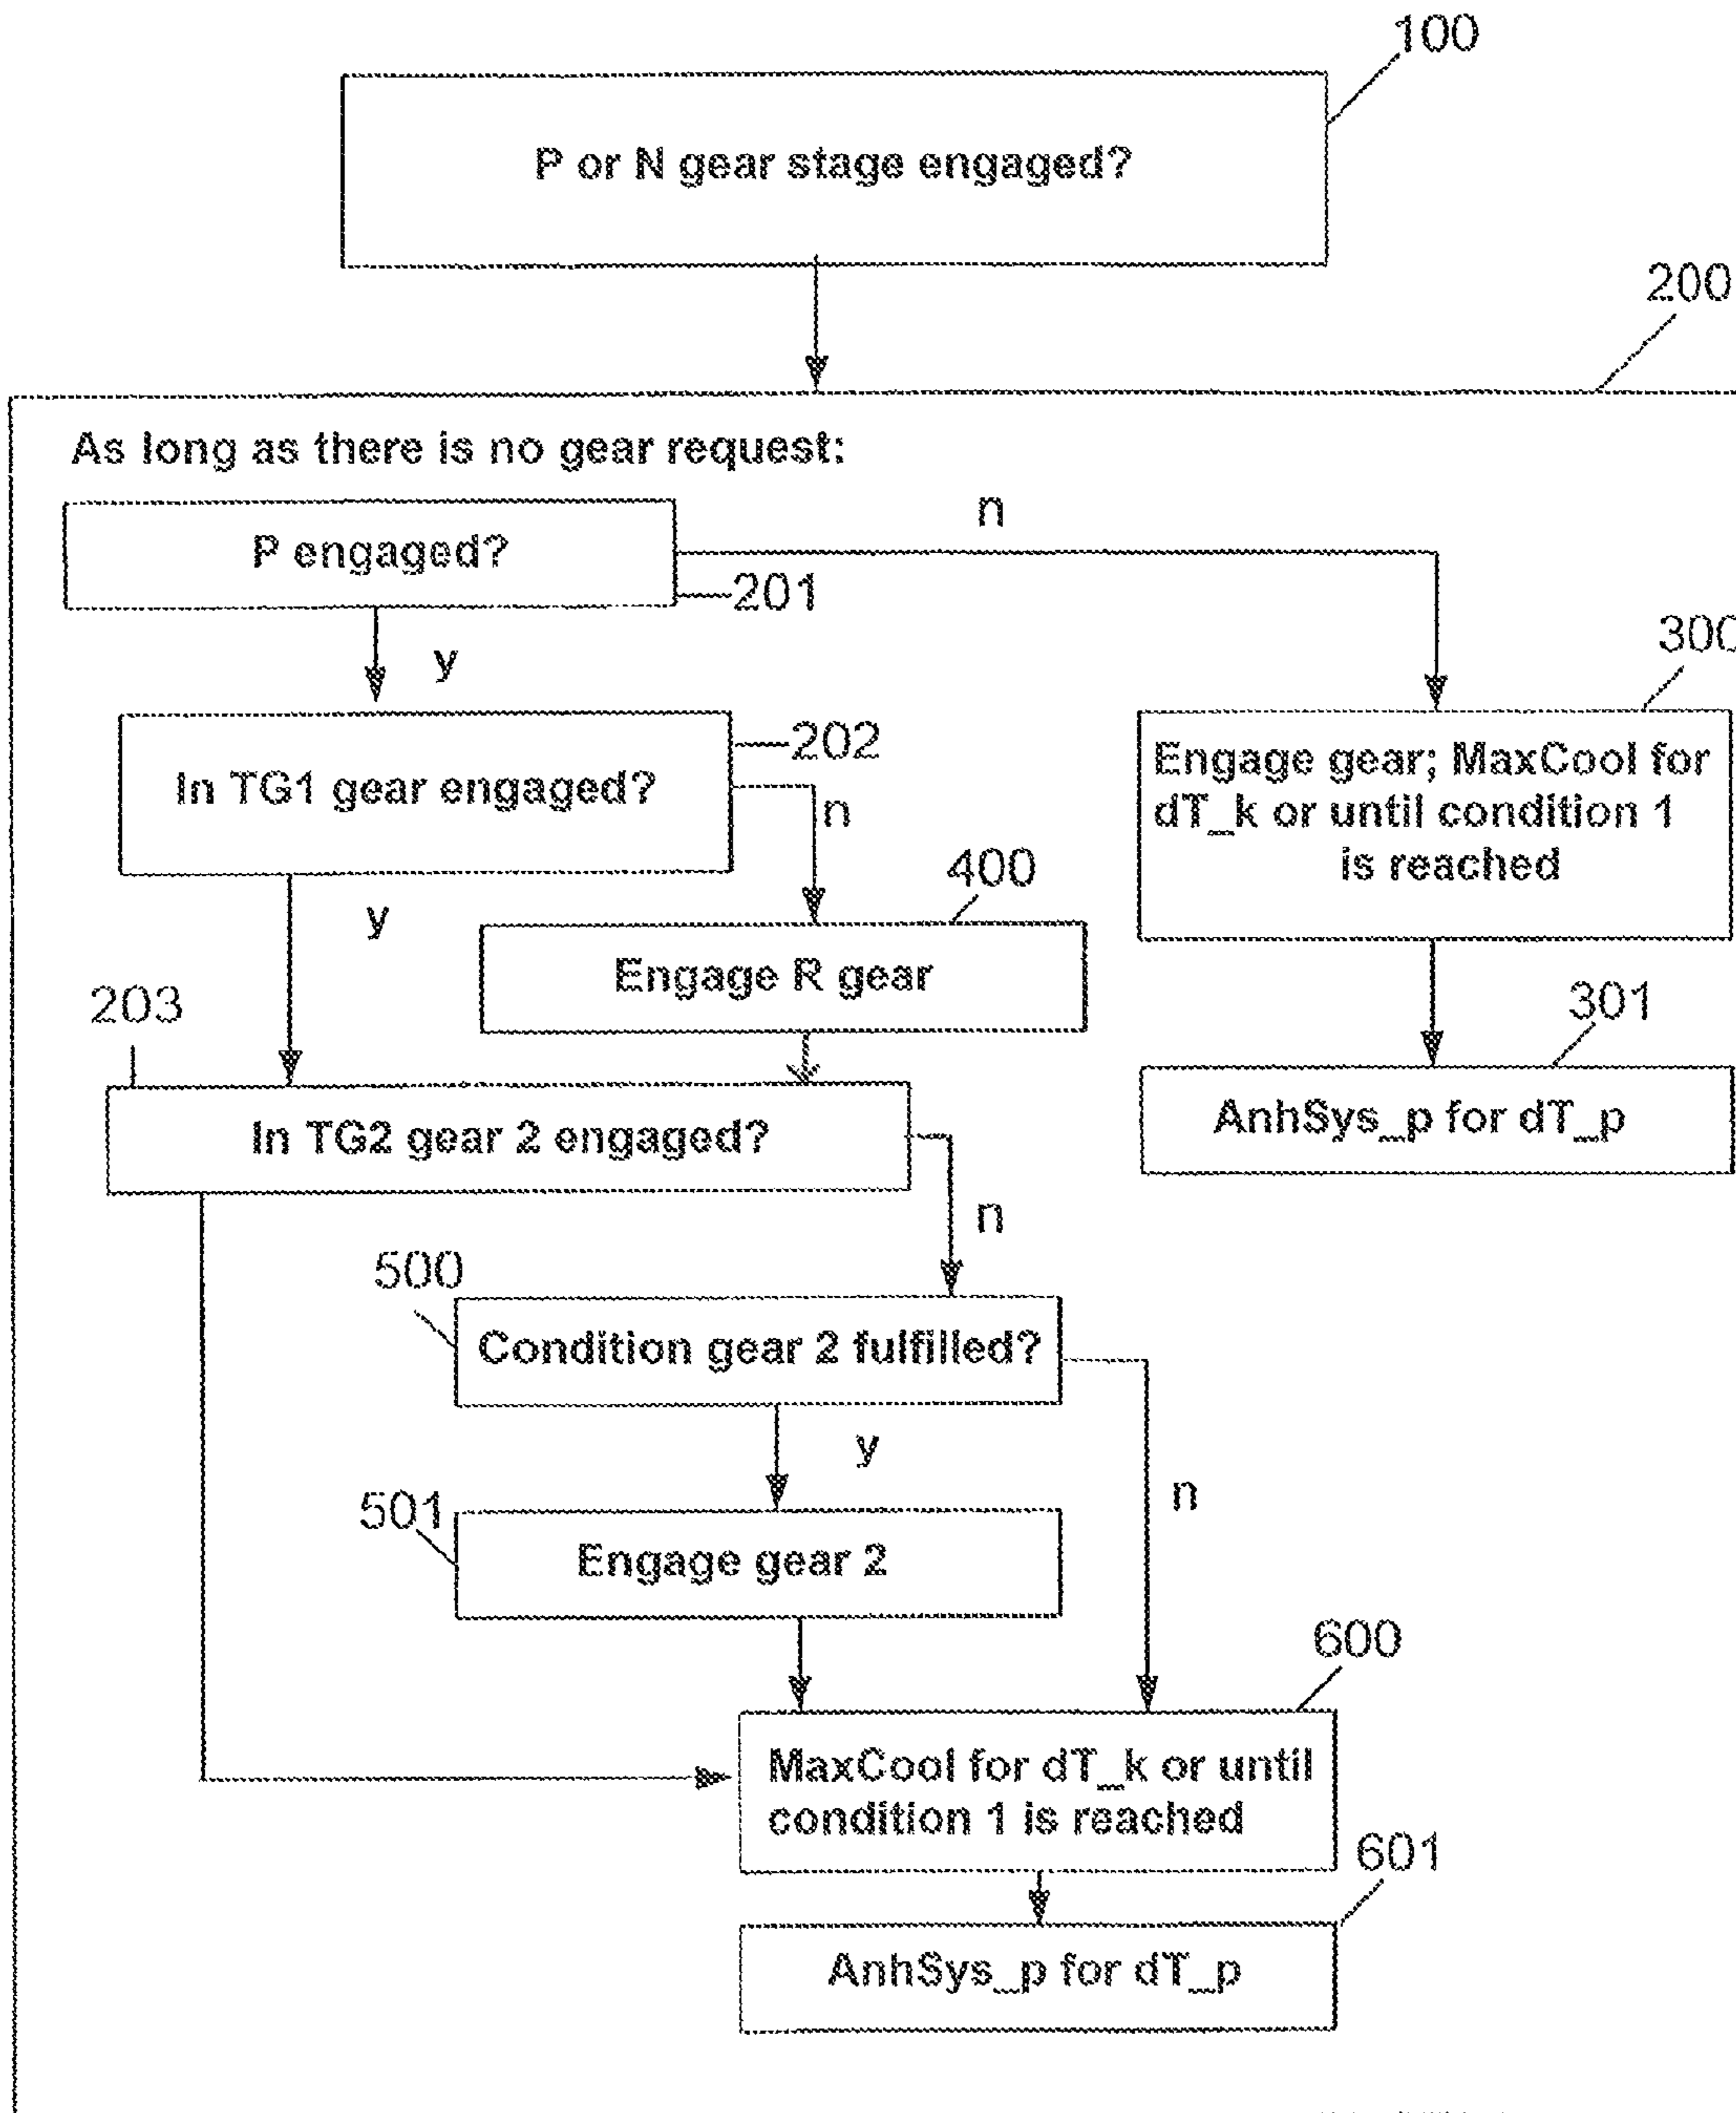 100
P or N gear stage engaged?
200
As long as there is no gear request:
P engaged?
n
201
y
300
In TG1 gear engaged?
202
n
Engage gear; MaxCool for
dT_k or until condition 1
is reached
y
400
Engage R gear
203
301
In TG2 gear 2 engaged?
AnhSys_p for dT_p
n
500
Condition gear 2 fulfilled?
y
n
501
Engage gear 2
600
MaxCool for dT_k or until
condition 1 is reached
601
AnhSys_p for dT_p